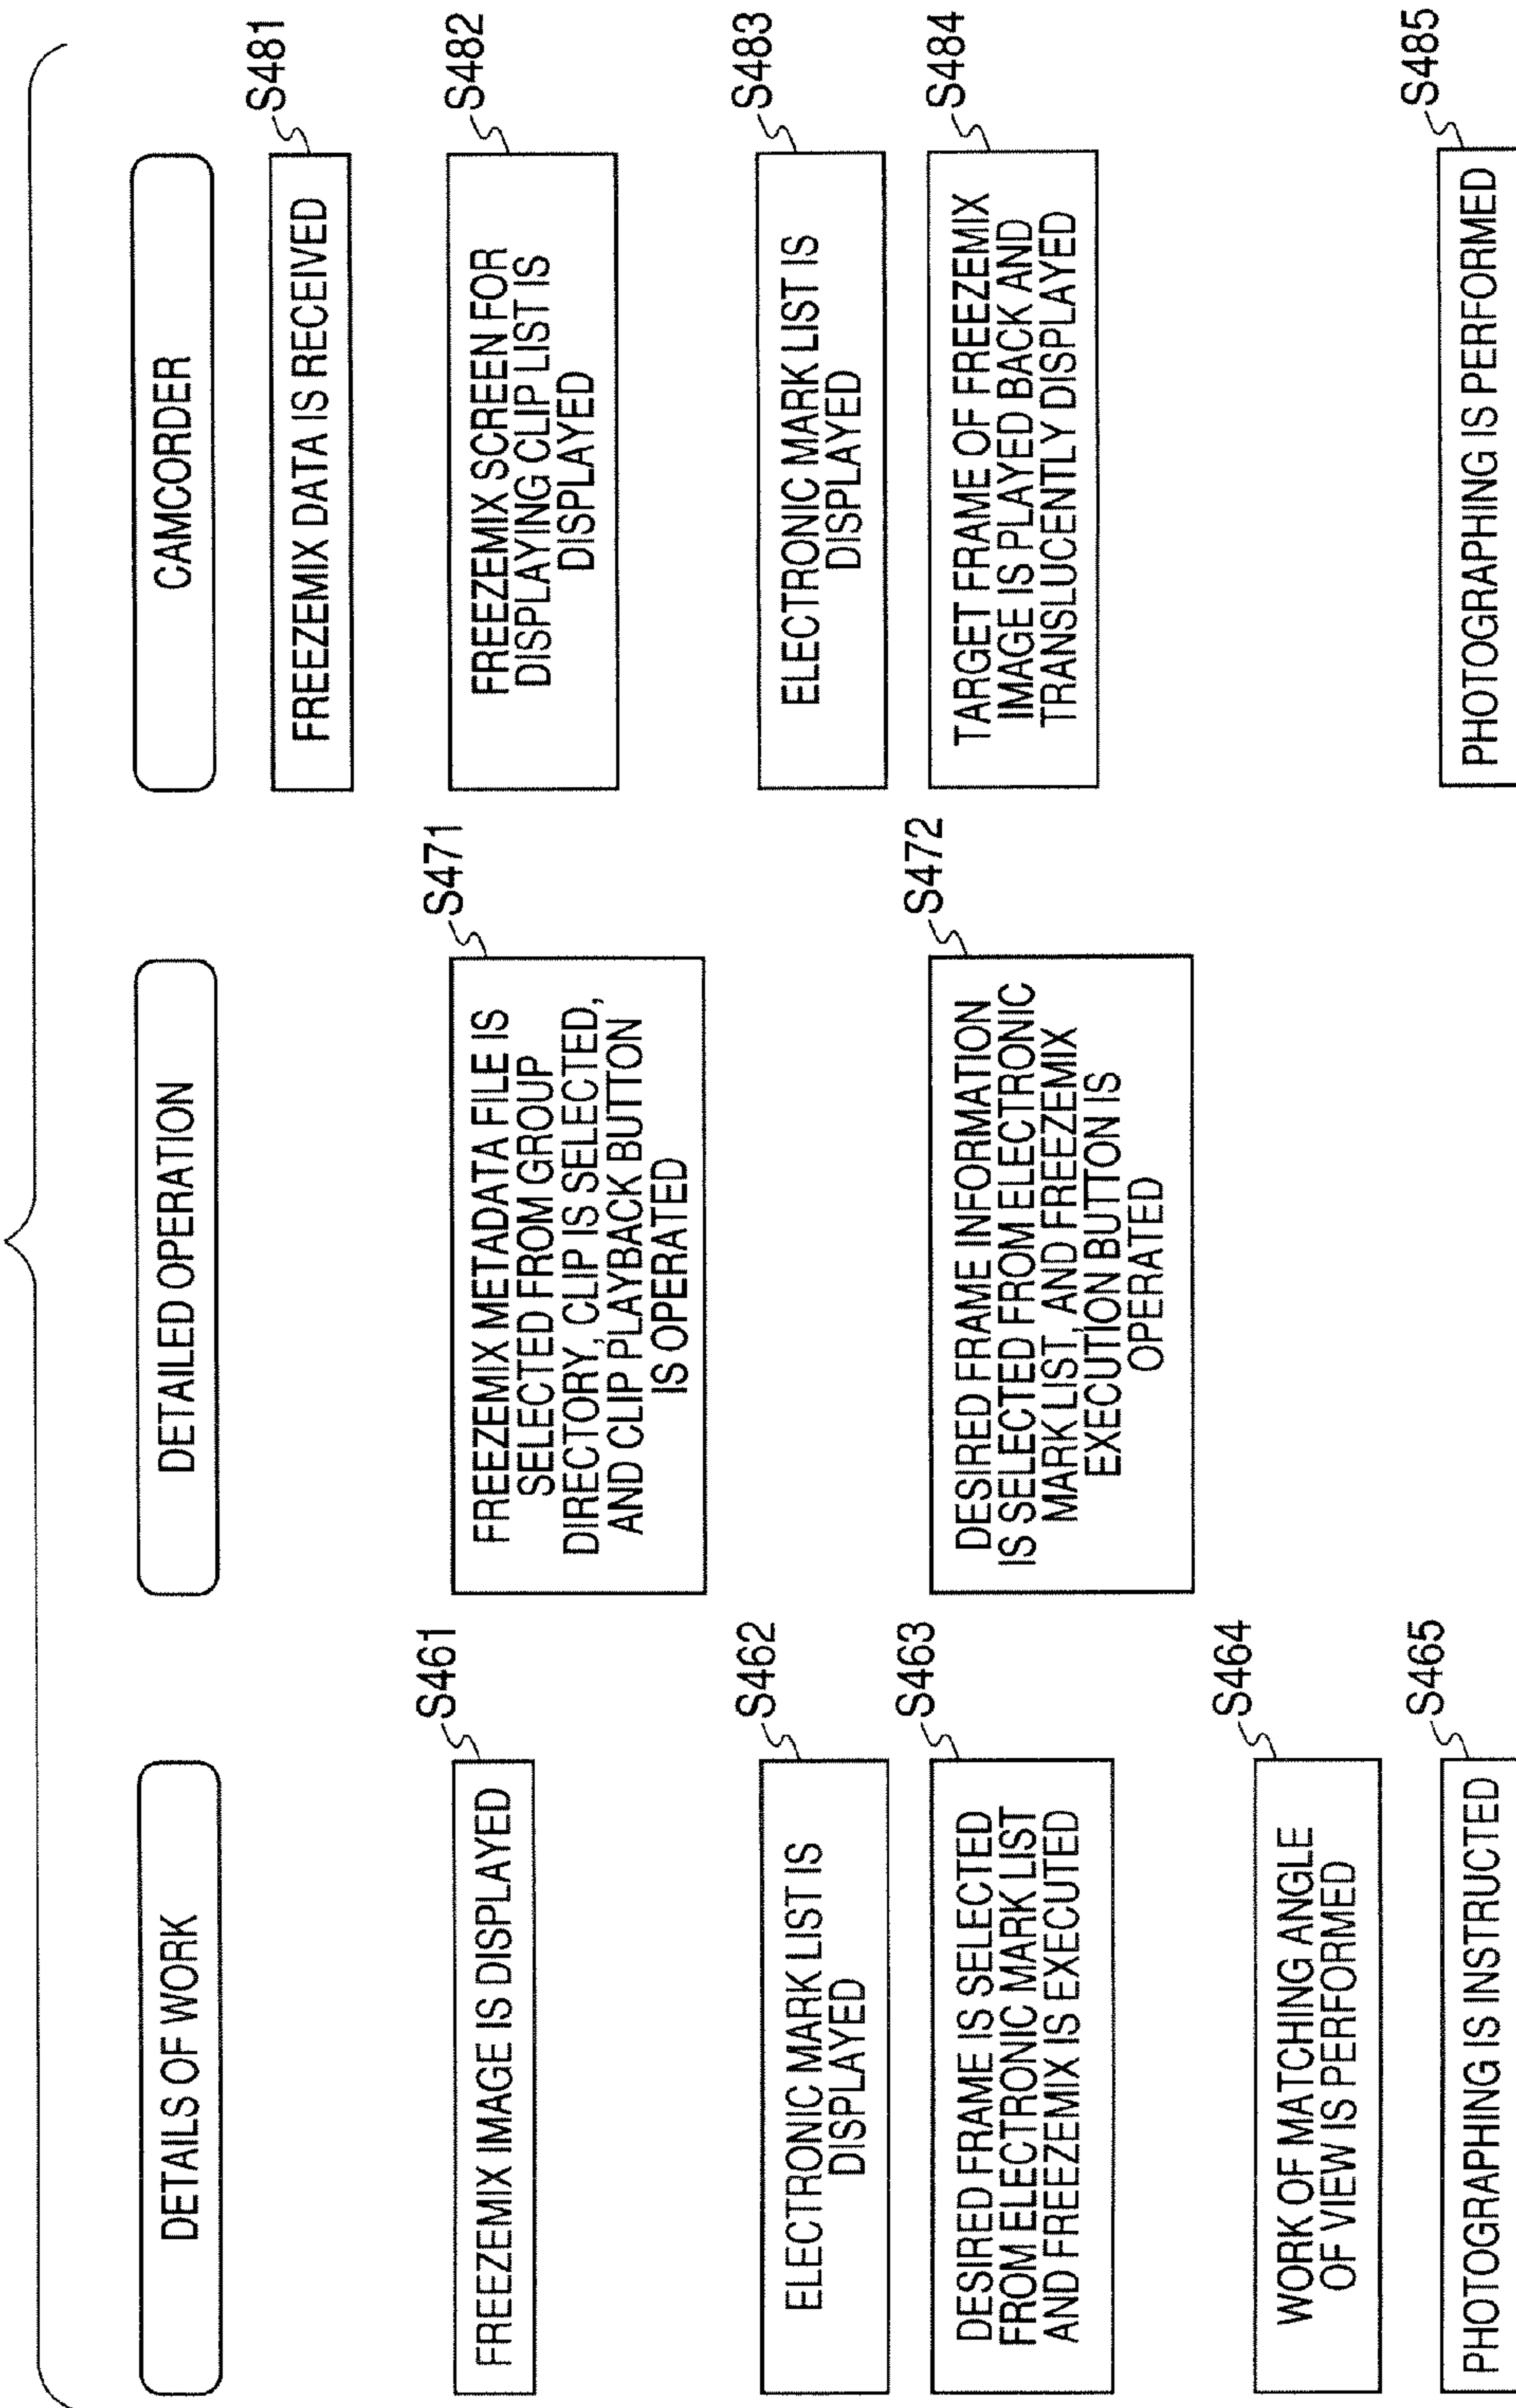 DETAILS OF WORK
FREEZEMIX IMAGE IS DISPLAYED
S461
ELECTRONIC MARK LIST IS
DISPLAYED
S462
DESIRED FRAME IS SELECTED
FROM ELECTRONIC MARK LIST
AND FREEZEMIX IS EXECUTED
S463
WORK OF MATCHING ANGLE
OF VIEW IS PERFORMED
S464
PHOTOGRAPHING IS INSTRUCTED
S465
DETAILED OPERATION
FREEZEMIX METADATA FILE IS
SELECTED FROM GROUP
DIRECTORY, CLIP IS SELECTED,
AND CLIP PLAYBACK BUTTON
IS OPERATED
S471
DESIRED FRAME INFORMATION
IS SELECTED FROM ELECTRONIC
MARK LIST, AND FREEZEMIX
EXECUTION BUTTON IS
OPERATED
S472
CAMCORDER
FREEZEMIX DATA IS RECEIVED
S481
FREEZEMIX SCREEN FOR
DISPLAYING CLIP LIST IS
DISPLAYED
S482
ELECTRONIC MARK LIST IS
DISPLAYED
S483
TARGET FRAME OF FREEZEMIX
IMAGE IS PLAYED BACK AND
TRANSLUCENTLY DISPLAYED
S484
PHOTOGRAPHING IS PERFORMED
S485